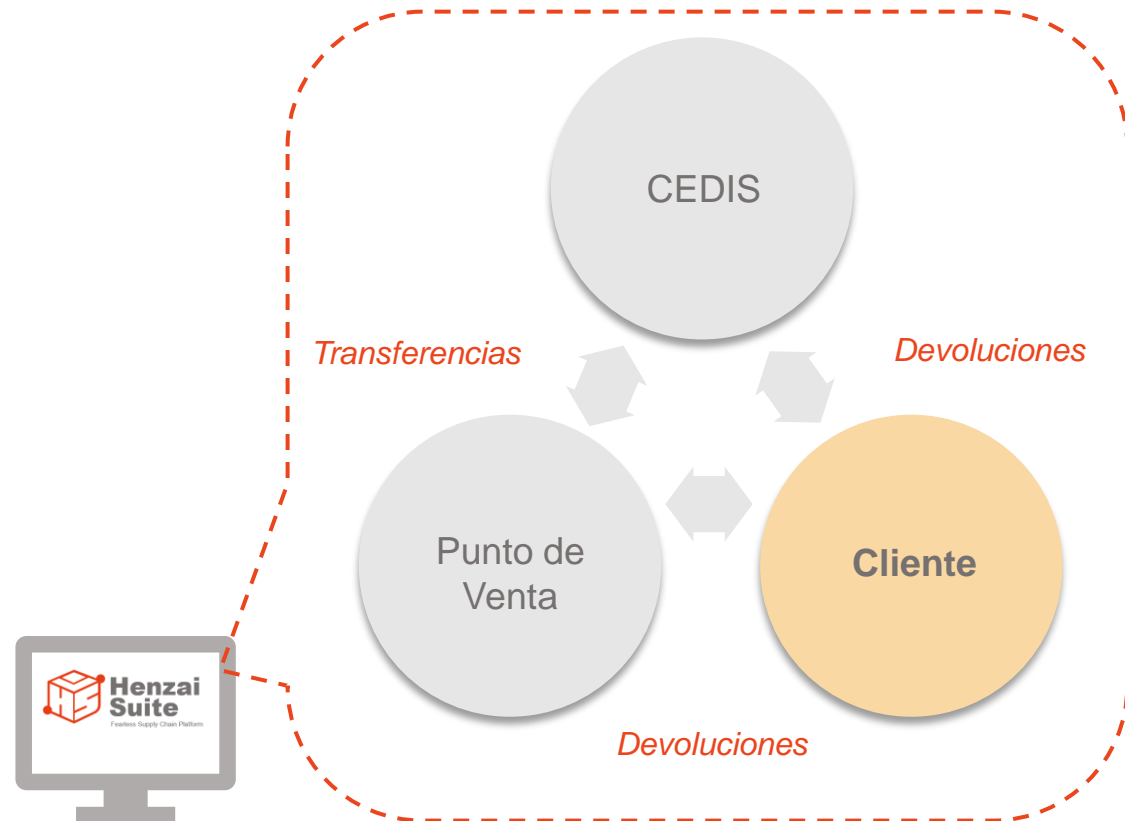 CEDIS
Transferencias
Devoluciones
Punto de
Venta
Cliente
Devoluciones
Henzai
Suite
Fearless Supply Chain Platform